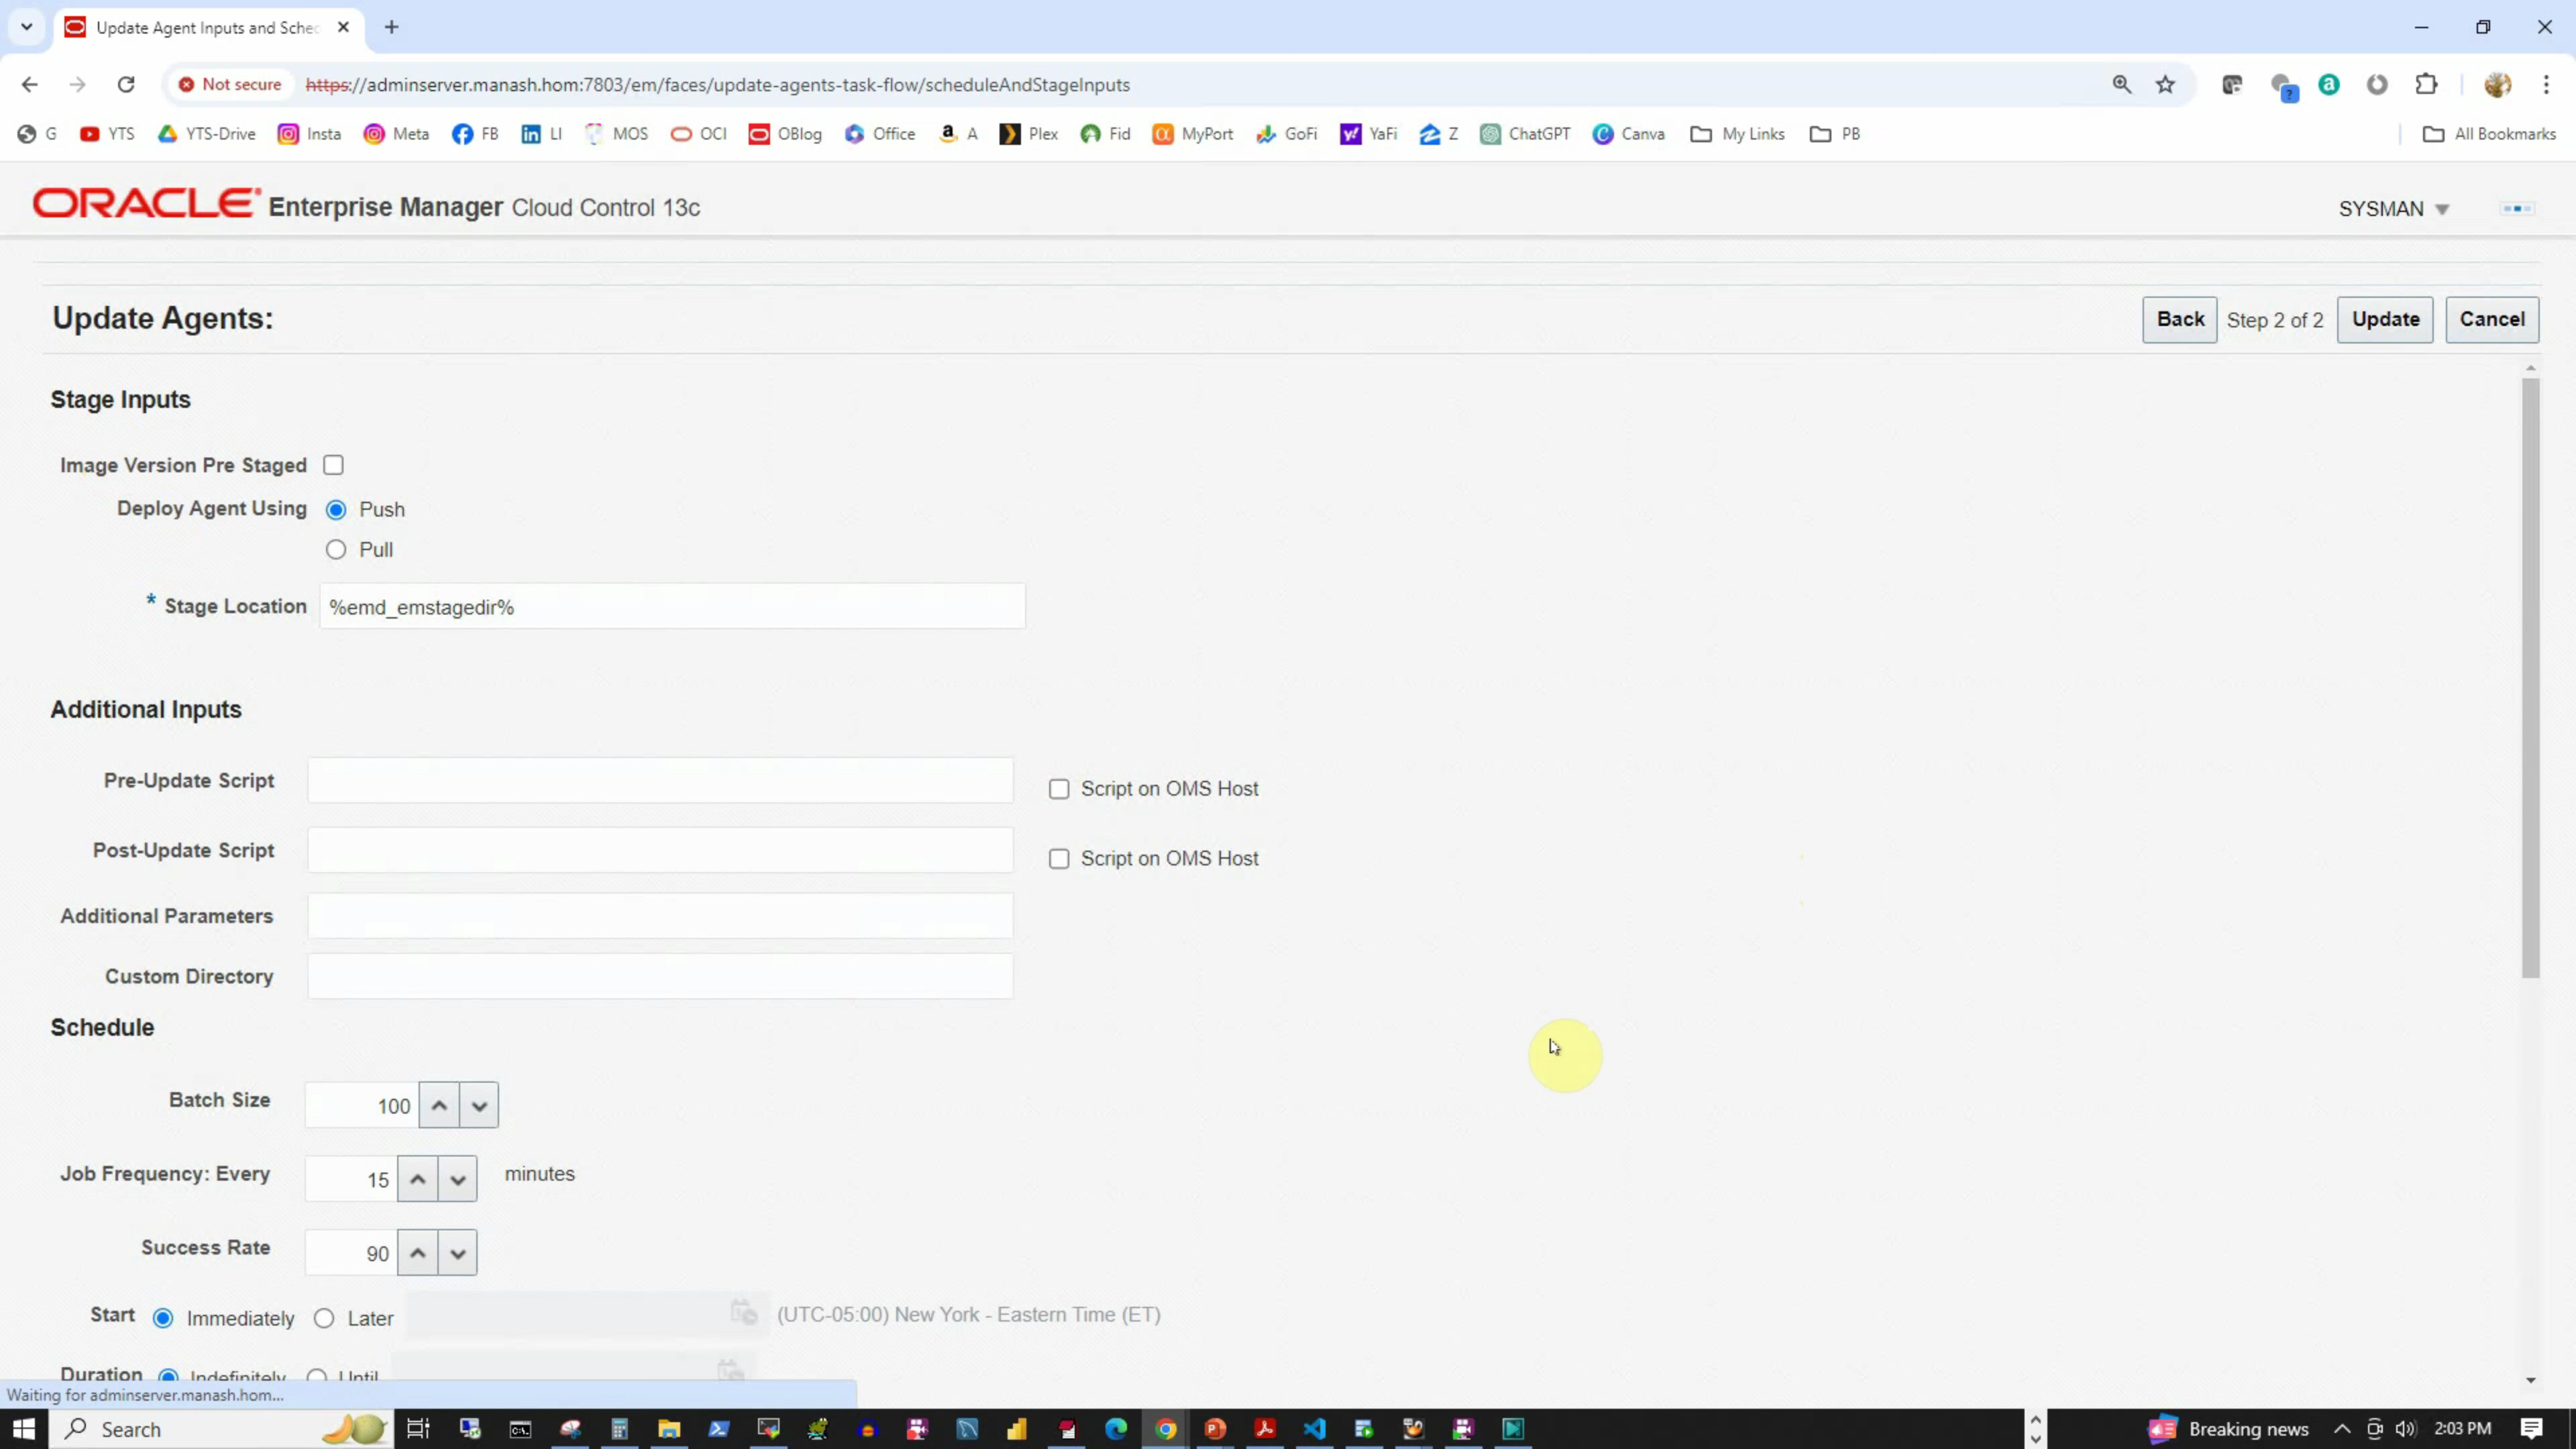 Update Agent Inputs and Sched
Not secure https://adminserver.manash.hom:7803/em/faces/update-agents-task-flow/scheduleAndStageInputs
G YTS YTS-Drive Insta Meta FB LI MOS OCI OBlog Office A Plex Fid MyPort GoFi YaFi Z ChatGPT Canva My Links PB All Bookmarks
ORACLE Enterprise Manager Cloud Control 13c SYSMAN
Update Agents: Back Step 2 of 2 Update Cancel
Stage Inputs
Image Version Pre Staged
Deploy Agent Using Push
Pull
* Stage Location %emd_emstagedir%
Additional Inputs
Pre-Update Script Script on OMS Host
Post-Update Script Script on OMS Host
Additional Parameters
Custom Directory
Schedule
Batch Size 100
Job Frequency: Every 15 minutes
Success Rate 90
Start Immediately Later (UTC-05:00) New York - Eastern Time (ET)
Duration Indefinitely Until
Waiting for adminserver.manash.hom...
Search Breaking news 2:03 PM